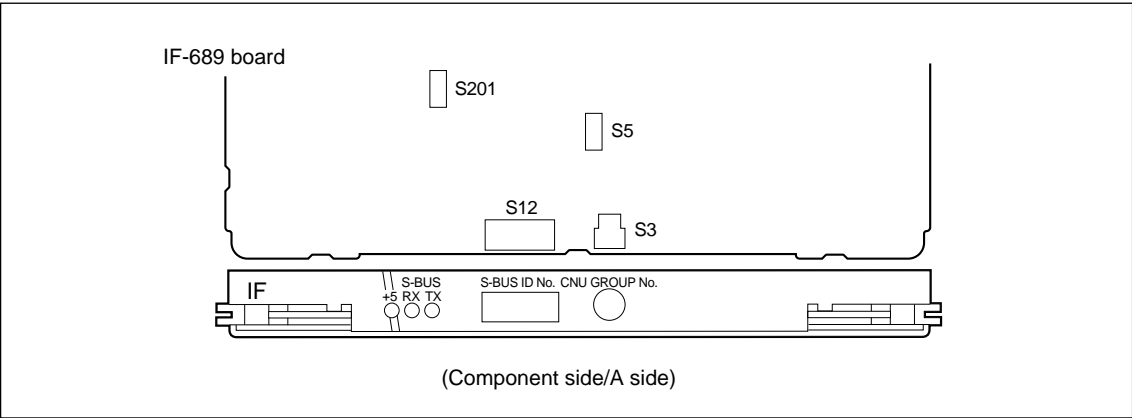 IF-689 board
S201
S5
S12
S3
IF
S-BUS
+5 RX TX
S-BUS ID No. CNU GROUP No.
(Component side/A side)